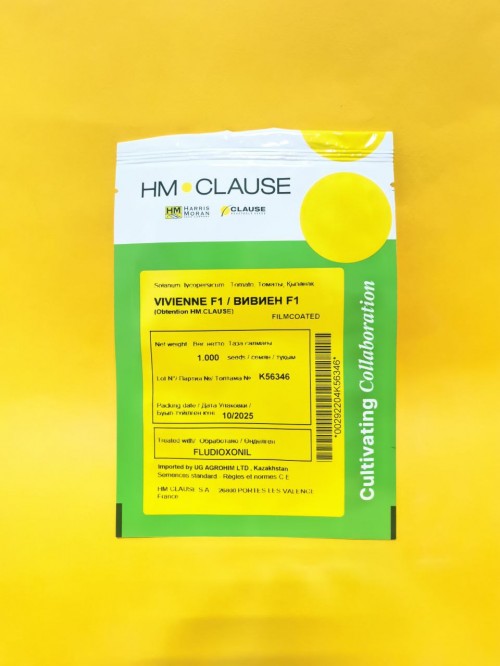 HM • CLAUSE
HM HARRIS MORAN
CLAUSE
Solanum lycopersicum Tomato, Томаты, Қызанақ
VIVIENNE F1 / ВИВИЕН F1
(Obtention HM.CLAUSE)
FILMCOATED
Net weight Вес нетто Таза салмағы
1.000 seeds / семян / тұқым
Lot N°/ Партия №/ Топтама № K56346
Packing date / Дата Упаковки /
10/2025
Treated with/ Обработано /
FLUDIOXONIL
Imported by UG AGROHIM LTD, Kazakhstan
Semences standard Règles et normes C E
HM CLAUSE S.A 26800 PORTES LES VALENCE
France
*00292204K56346*
Cultivating Collaboration